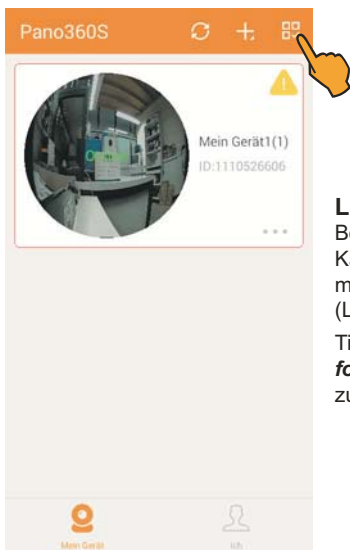 Pano360S
Mein Gerät1(1)
ID:1110526606
L
Be
K
m
(L
Ti
fo
zu
Mein Gerät
Ich